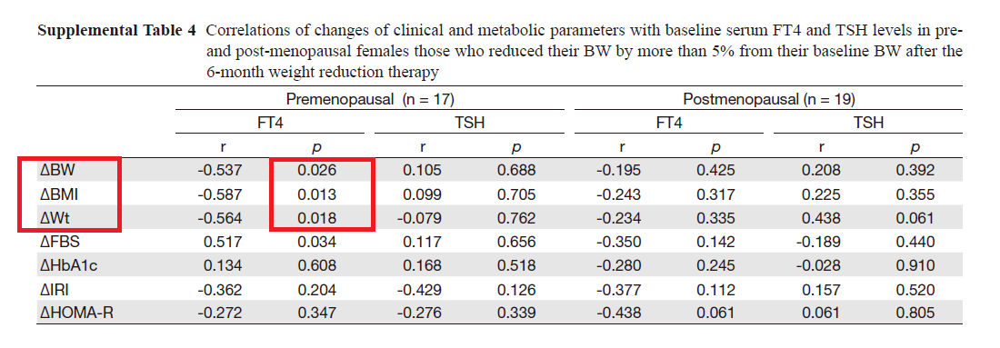 Supplemental Table 4 Correlations of changes of clinical and metabolic parameters with baseline serum FT4 and TSH levels in pre-
and post-menopausal females those who reduced their BW by more than 5% from their baseline BW after the
6-month weight reduction therapy
Premenopausal (n = 17) Postmenopausal (n = 19)
FT4 TSH FT4 TSH
r p r p r p r p
ΔBW -0.537 0.026 0.105 0.688 -0.195 0.425 0.208 0.392
ΔBMI -0.587 0.013 0.099 0.705 -0.243 0.317 0.225 0.355
ΔWt -0.564 0.018 -0.079 0.762 -0.234 0.335 0.438 0.061
ΔFBS 0.517 0.034 0.117 0.656 -0.350 0.142 -0.189 0.440
ΔHbA1c 0.134 0.608 0.168 0.518 -0.280 0.245 -0.028 0.910
ΔIRI -0.362 0.204 -0.429 0.126 -0.377 0.112 0.157 0.520
ΔHOMA-R -0.272 0.347 -0.276 0.339 -0.438 0.061 0.061 0.805